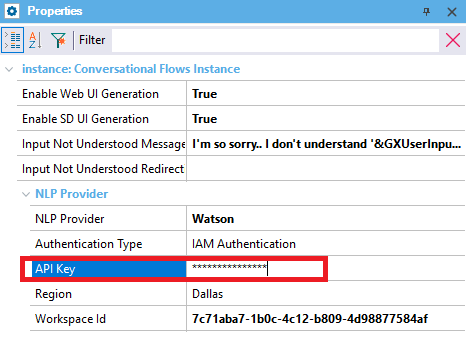 Properties
Filter
instance: Conversational Flows Instance
Enable Web UI Generation True
Enable SD UI Generation True
Input Not Understood Message I'm so sorry.. I don't understand '&GXUserInpu...
Input Not Understood Redirect
NLP Provider
NLP Provider Watson
Authentication Type IAM Authentication
API Key ***************
Region Dallas
Workspace Id 7c71aba7-1b0c-4c12-b809-4d98877584af